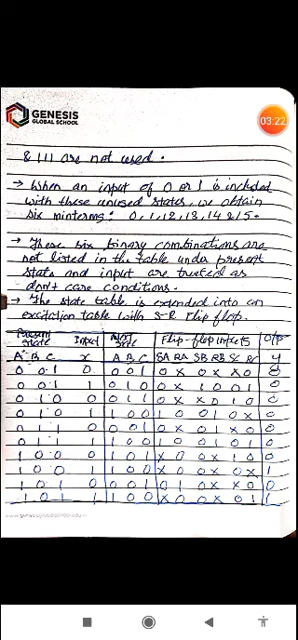 GENESIS
GLOBAL SCHOOL
03:22
& 111 are not used.
→ When an input of 0 or 1 is included
with these unused states, we obtain
six minterms: 0, 1, 12, 13, 14 & 15.
→ These six binary combinations are
not listed in the table under present
state and input are treated as
don't care conditions.
→ The state table is extended into an
excitation table with S-R flip flop.
Present State Input Next State Flip-flop inputs O/p
A B C x A B C SA RA SB RB SC RC y
0 0 1 0 0 0 1 0 X 0 X X 0 0
0 0 1 1 0 1 0 0 X 1 0 0 1 0
0 1 0 0 0 1 1 0 X X 0 1 0 0
0 1 0 1 1 0 0 1 0 0 1 0 X 0
0 1 1 0 0 0 1 0 X 0 1 X 0 0
0 1 1 1 1 0 0 1 0 0 1 0 1 0
1 0 0 0 1 0 1 X 0 0 X 1 0 0
1 0 0 1 1 0 0 X 0 0 X 0 X 1
1 0 1 0 0 0 1 0 1 0 X X 0 0
1 0 1 1 1 0 0 X 0 0 X 0 1 1